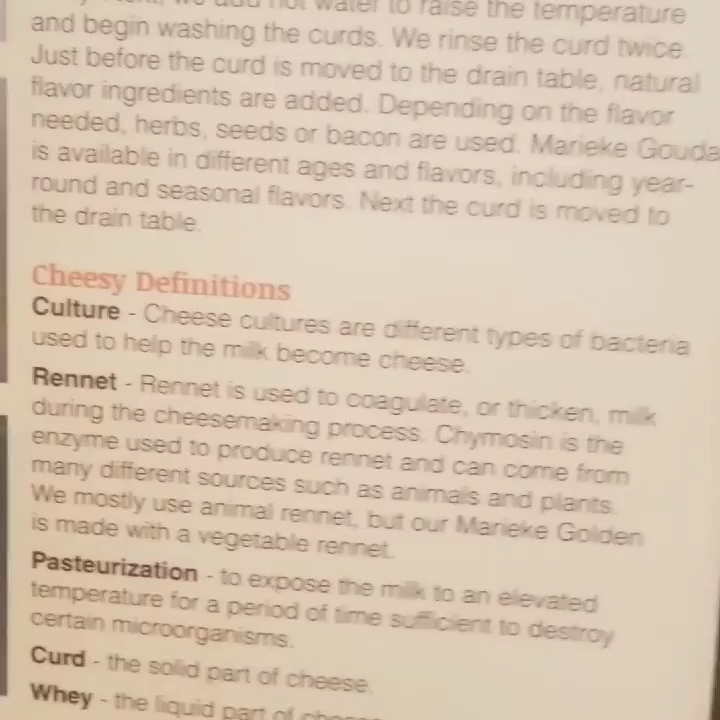 we add hot water to raise the temperature
and begin washing the curds. We rinse the curd twice.
Just before the curd is moved to the drain table, natural
flavor ingredients are added. Depending on the flavor
needed, herbs, seeds or bacon are used. Marieke Gouda
is available in different ages and flavors, including year-
round and seasonal flavors. Next the curd is moved to
the drain table.
Cheesy Definitions
Culture - Cheese cultures are different types of bacteria
used to help the milk become cheese.
Rennet - Rennet is used to coagulate, or thicken, milk
during the cheesemaking process. Chymosin is the
enzyme used to produce rennet and can come from
many different sources such as animals and plants.
We mostly use animal rennet, but our Marieke Golden
is made with a vegetable rennet.
Pasteurization - to expose the milk to an elevated
temperature for a period of time sufficient to destroy
certain microorganisms.
Curd - the solid part of cheese.
Whey - the liquid part of